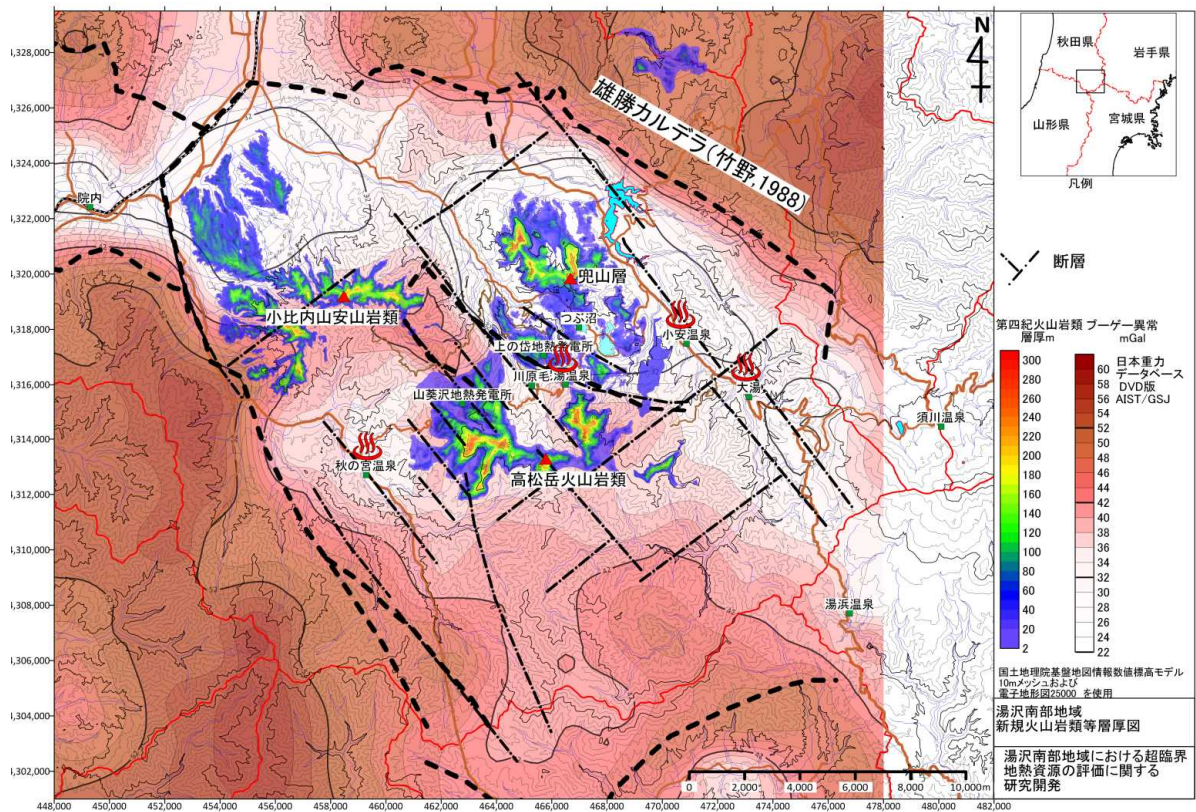 4,328,000
4,326,000
4,324,000
4,322,000
4,320,000
4,318,000
4,316,000
4,314,000
4,312,000
4,310,000
4,308,000
4,306,000
4,304,000
4,302,000
448,000
450,000
452,000
454,000
456,000
458,000
460,000
462,000
464,000
466,000
468,000
470,000
472,000
474,000
476,000
478,000
480,000
482,000
雄勝カルデラ(竹野,1988)
院内
兜山層
小比内山安山岩類
つぶ沼
小安温泉
上の岱地熱発電所
川原毛湯温泉
大湯
山葵沢地熱発電所
須川温泉
秋の宮温泉
高松岳火山岩類
湯浜温泉
0
2,000
4,000
6,000
8,000
10,000m
N
秋田県
岩手県
山形県
宮城県
凡例
断層
第四紀火山岩類
層厚m
300
280
260
240
220
200
180
160
140
120
100
80
60
40
20
2
ブーゲー異常
mGal
60
58
56
54
52
50
48
46
44
42
40
38
36
34
32
30
28
26
24
22
日本重力
データベース
DVD版
AIST/GSJ
国土地理院基盤地図情報数値標高モデル
10mメッシュおよび
電子地形図25000 を使用
湯沢南部地域
新規火山岩類等層厚図
湯沢南部地域における超臨界
地熱資源の評価に関する
研究開発